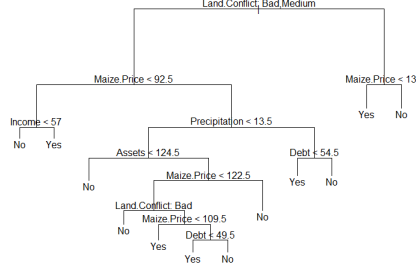 Land.Conflict: Bad,Medium
Maize.Price < 92.5
Maize.Price < 13
Income < 57
Yes
No
No
Yes
Precipitation < 13.5
Assets < 124.5
Debt < 54.5
No
Maize.Price < 122.5
Yes
No
Land.Conflict: Bad
No
No
Maize.Price < 109.5
Yes
Debt < 49.5
Yes
No